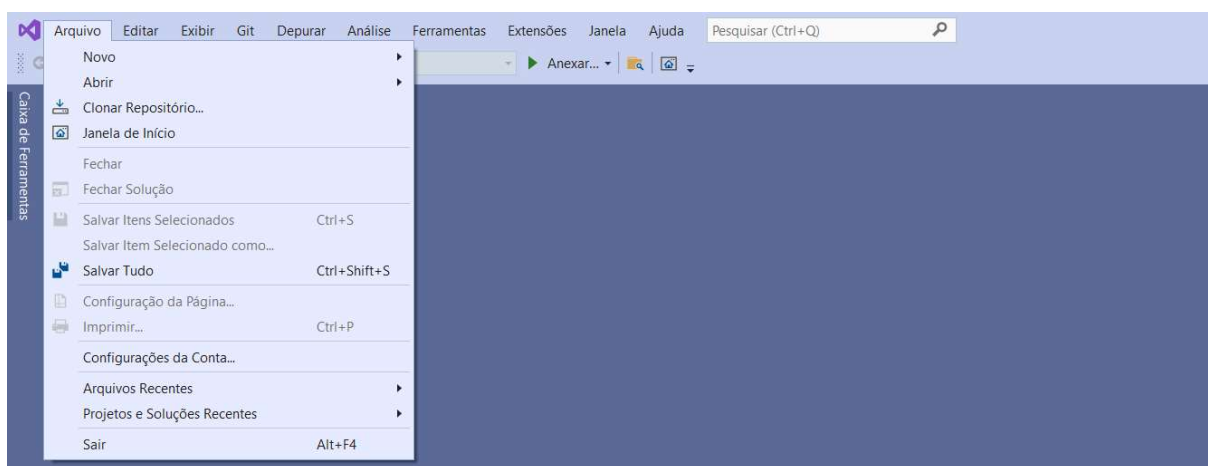 Arquivo Editar Exibir Git Depurar Análise Ferramentas Extensões Janela Ajuda Pesquisar (Ctrl+Q)
Anexar...
Caixa de Ferramentas
Novo
Abrir
Clonar Repositório...
Janela de Início
Fechar
Fechar Solução
Salvar Itens Selecionados Ctrl+S
Salvar Item Selecionado como...
Salvar Tudo Ctrl+Shift+S
Configuração da Página...
Imprimir... Ctrl+P
Configurações da Conta...
Arquivos Recentes
Projetos e Soluções Recentes
Sair Alt+F4